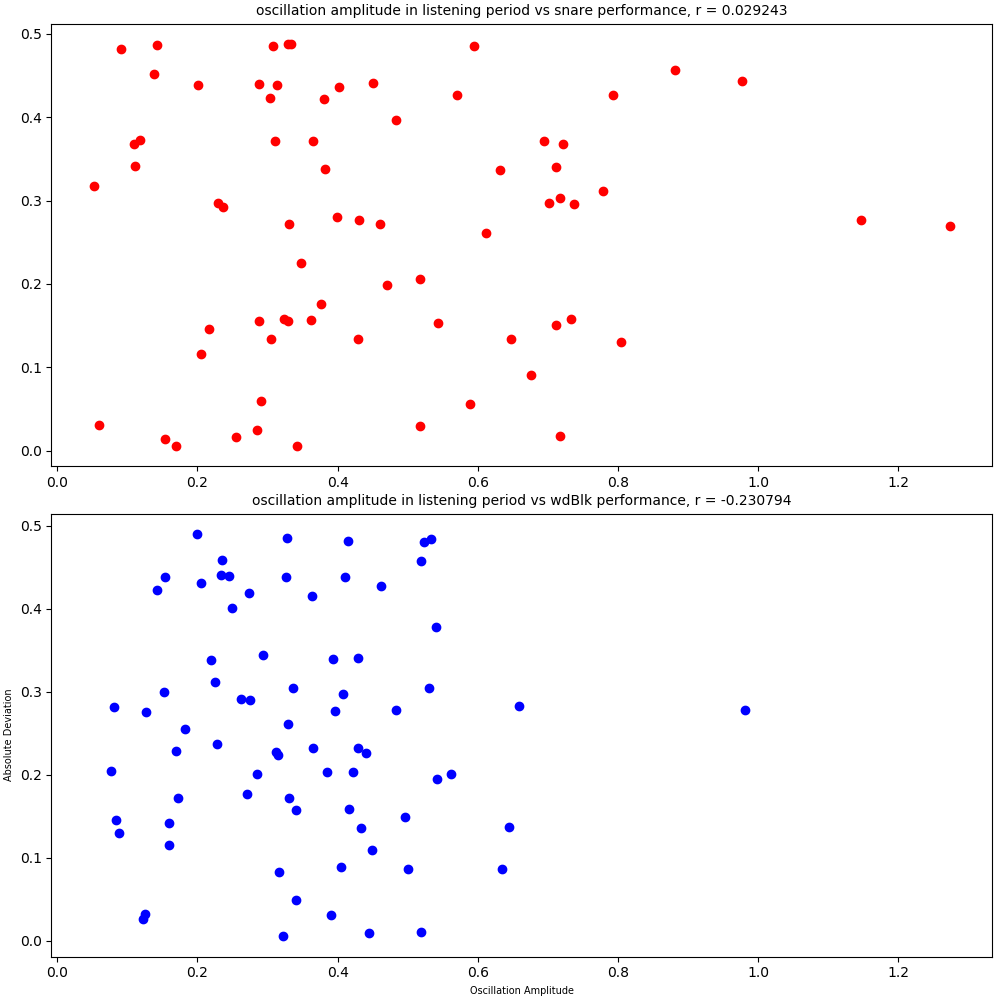 oscillation amplitude in listening period vs snare performance, r = 0.029243
0.5
0.4
0.3
0.2
0.1
0.0
0.0 0.2 0.4 0.6 0.8 1.0 1.2
oscillation amplitude in listening period vs wdBlk performance, r = -0.230794
0.5
0.4
0.3
0.2
0.1
0.0
Absolute Deviation
0.0 0.2 0.4 0.6 0.8 1.0 1.2
Oscillation Amplitude